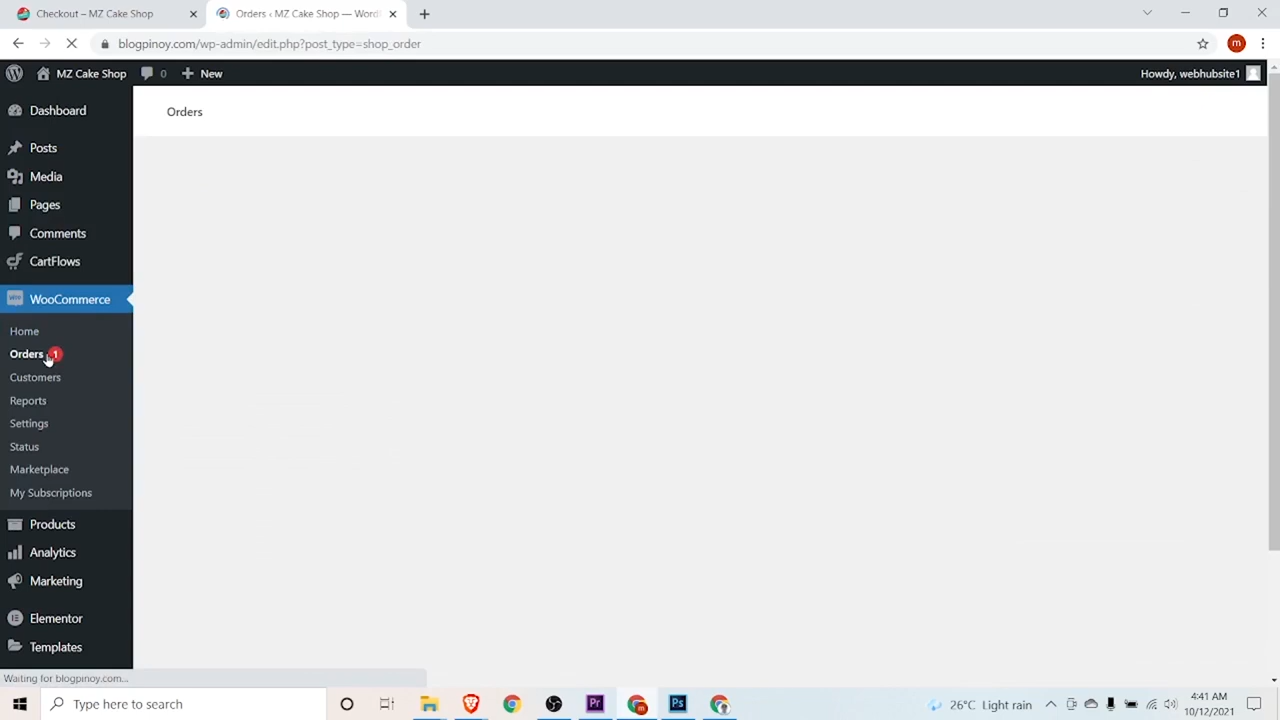 Checkout – MZ Cake Shop
Orders ‹ MZ Cake Shop — Word
blogpinoy.com/wp-admin/edit.php?post_type=shop_order
m
MZ Cake Shop
0
New
Howdy, webhubsite1
Dashboard
Orders
Posts
Media
Pages
Comments
CartFlows
WooCommerce
Home
Orders 1
Customers
Reports
Settings
Status
Marketplace
My Subscriptions
Products
Analytics
Marketing
Elementor
Templates
Waiting for blogpinoy.com...
Type here to search
Pr
m
Ps
26°C Light rain
4:41 AM
10/12/2021